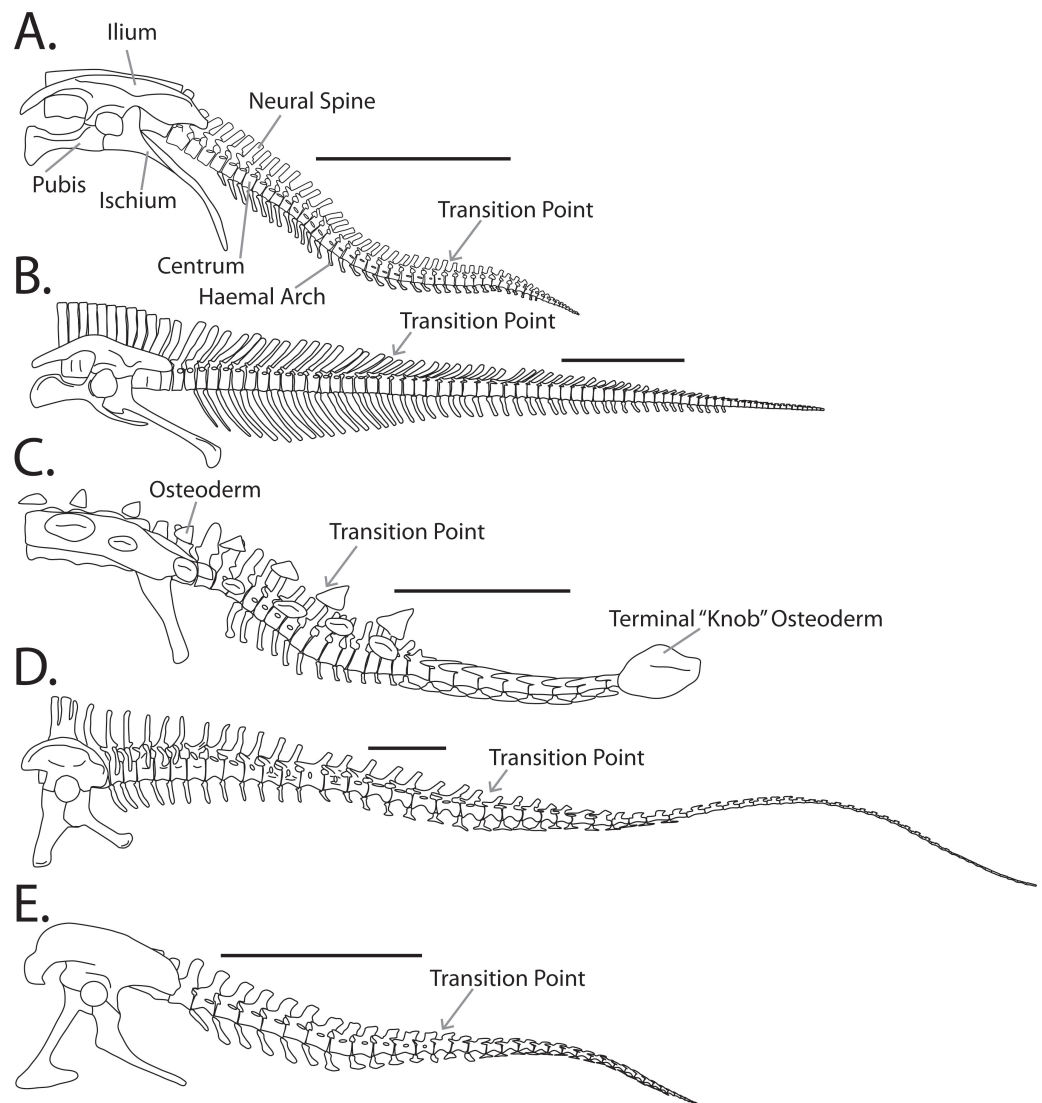 A.
Ilium
Neural Spine
Pubis
Ischium
Transition Point
Centrum
Haemal Arch
B.
Transition Point
C.
Osteoderm
Transition Point
Terminal “Knob” Osteoderm
D.
Transition Point
E.
Transition Point